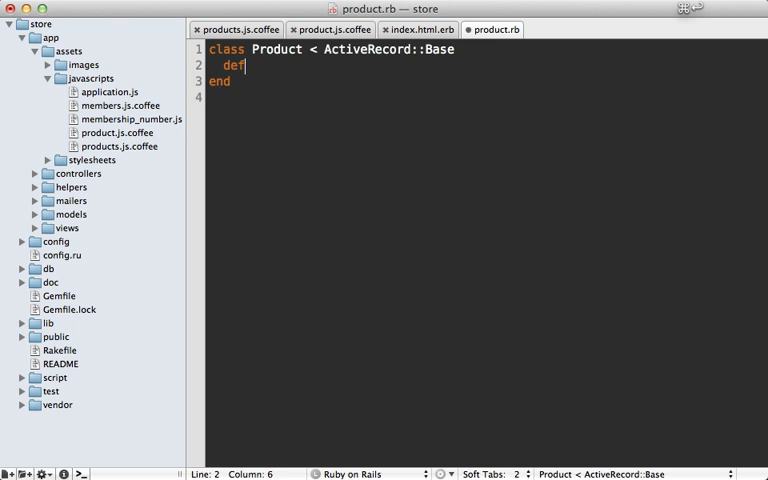 product.rb — store
⌘↩
store
app
assets
images
javascripts
application.js
members.js.coffee
membership_number.js
product.js.coffee
products.js.coffee
stylesheets
controllers
helpers
mailers
models
views
config
config.ru
db
doc
Gemfile
Gemfile.lock
lib
public
Rakefile
README
script
test
vendor
products.js.coffee
product.js.coffee
index.html.erb
product.rb
1 class Product < ActiveRecord::Base
2 def
3 end
4
Line: 2 Column: 6
Ruby on Rails
Soft Tabs: 2
Product < ActiveRecord::Base